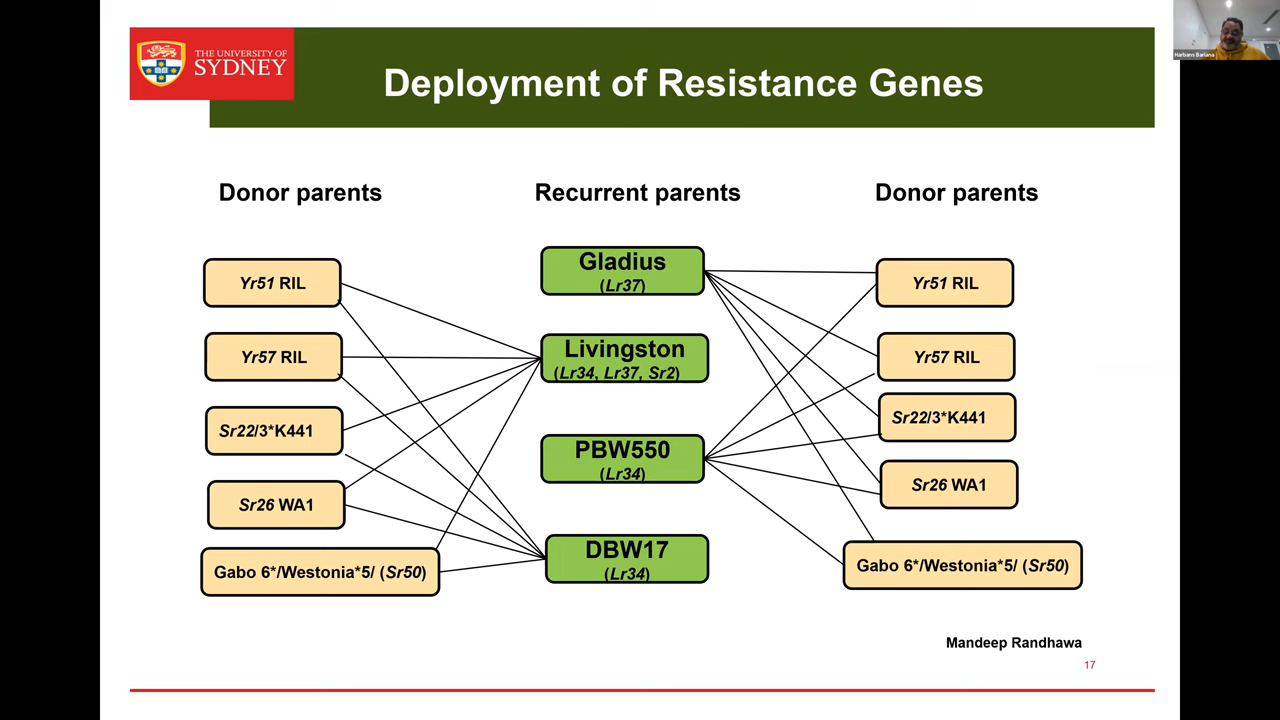 THE UNIVERSITY OF
SYDNEY
Deployment of Resistance Genes
Harbans Bariana
Donor parents
Recurrent parents
Donor parents
Yr51 RIL
Yr57 RIL
Sr22/3*K441
Sr26 WA1
Gabo 6*/Westonia*5/ (Sr50)
Gladius
(Lr37)
Livingston
(Lr34, Lr37, Sr2)
PBW550
(Lr34)
DBW17
(Lr34)
Yr51 RIL
Yr57 RIL
Sr22/3*K441
Sr26 WA1
Gabo 6*/Westonia*5/ (Sr50)
Mandeep Randhawa
17